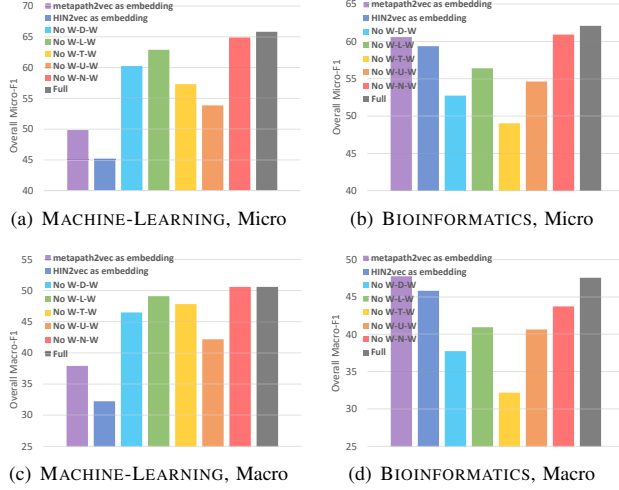 Overall Micro-F1
70
65
60
55
50
45
40
metapath2vec as embedding
HIN2vec as embedding
No W-D-W
No W-L-W
No W-T-W
No W-U-W
No W-N-W
Full
(a) MACHINE-LEARNING, Micro
Overall Micro-F1
65
60
55
50
45
40
metapath2vec as embedding
HIN2vec as embedding
No W-D-W
No W-L-W
No W-T-W
No W-U-W
No W-N-W
Full
(b) BIOINFORMATICS, Micro
Overall Macro-F1
55
50
45
40
35
30
25
metapath2vec as embedding
HIN2vec as embedding
No W-D-W
No W-L-W
No W-T-W
No W-U-W
No W-N-W
Full
(c) MACHINE-LEARNING, Macro
Overall Macro-F1
50
45
40
35
30
25
metapath2vec as embedding
HIN2vec as embedding
No W-D-W
No W-L-W
No W-T-W
No W-U-W
No W-N-W
Full
(d) BIOINFORMATICS, Macro